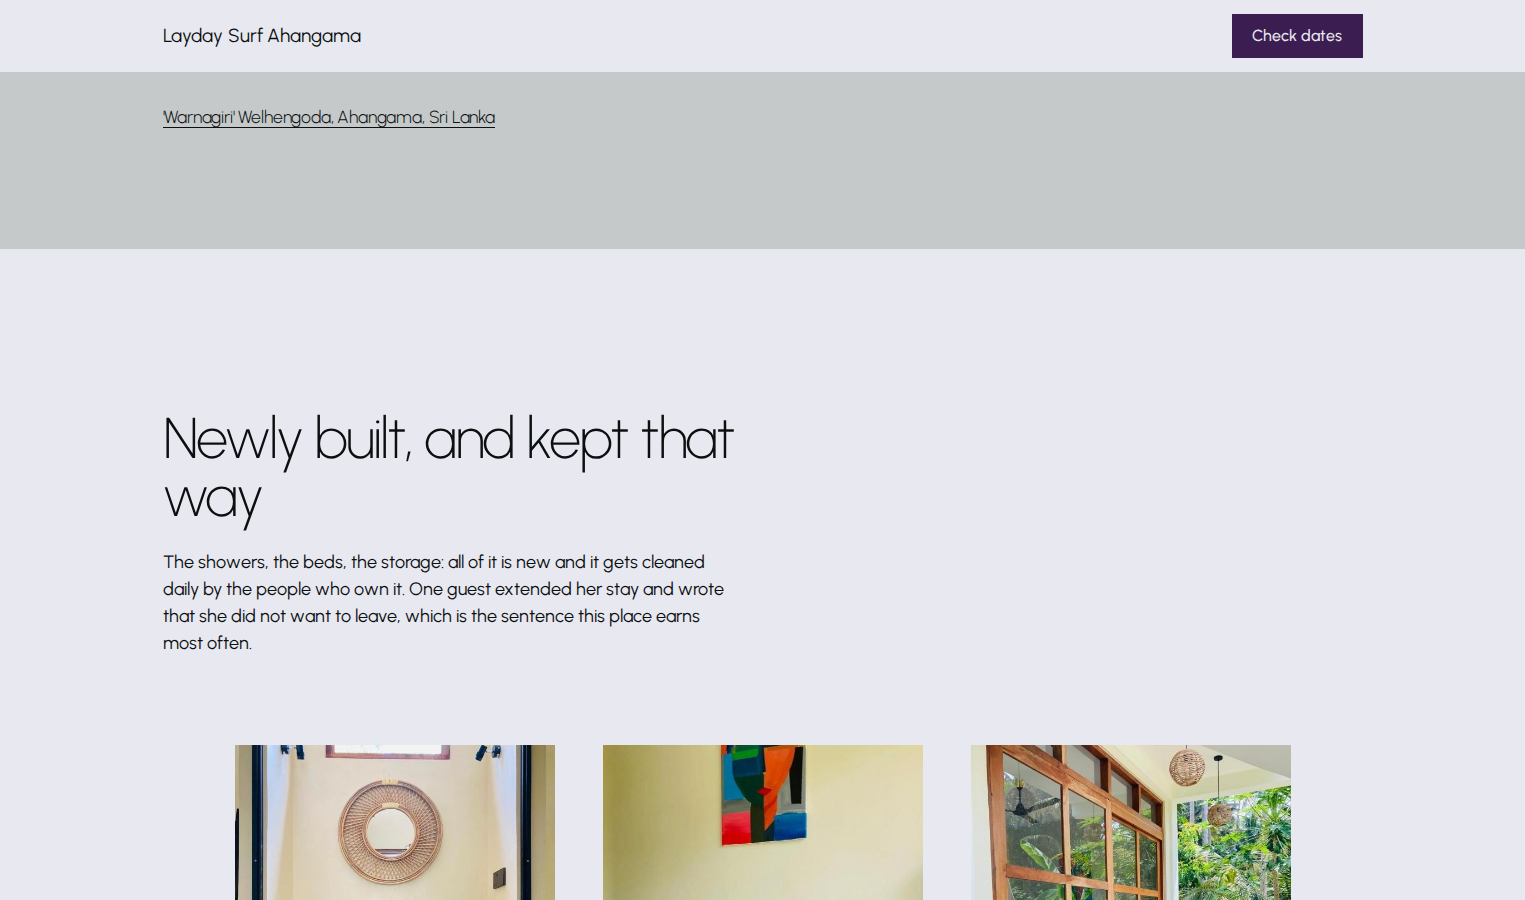 Layday Surf Ahangama
Check dates
'Warnagiri' Welhengoda, Ahangama, Sri Lanka
Newly built, and kept that
way
The showers, the beds, the storage: all of it is new and it gets cleaned
daily by the people who own it. One guest extended her stay and wrote
that she did not want to leave, which is the sentence this place earns
most often.